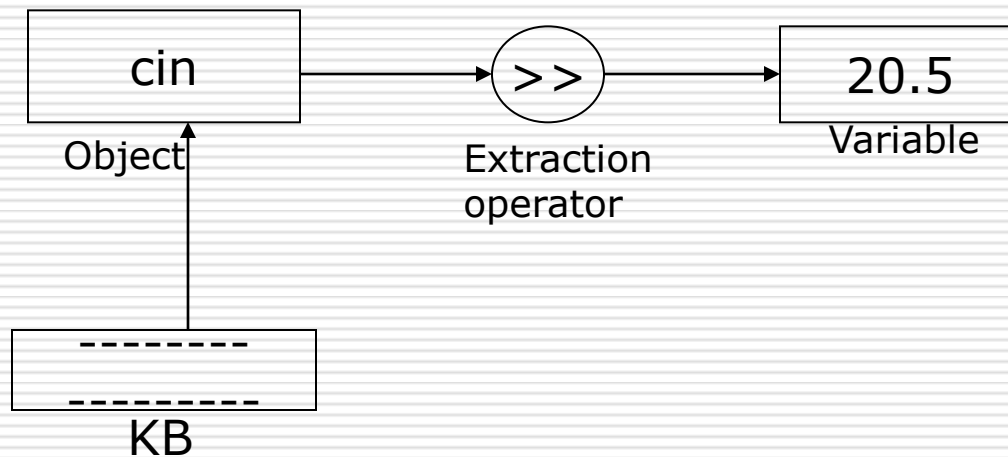 cin
>>
20.5
Object
Extraction
operator
Variable
--------
---------
KB